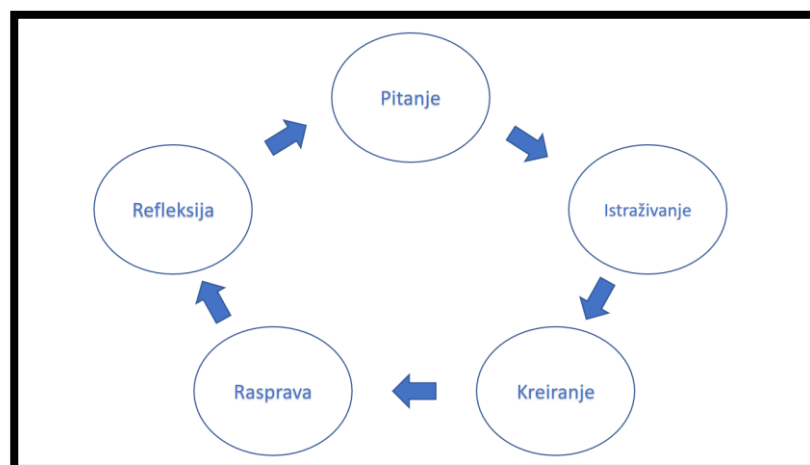 Pitanje
Istraživanje
Kreiranje
Rasprava
Refleksija